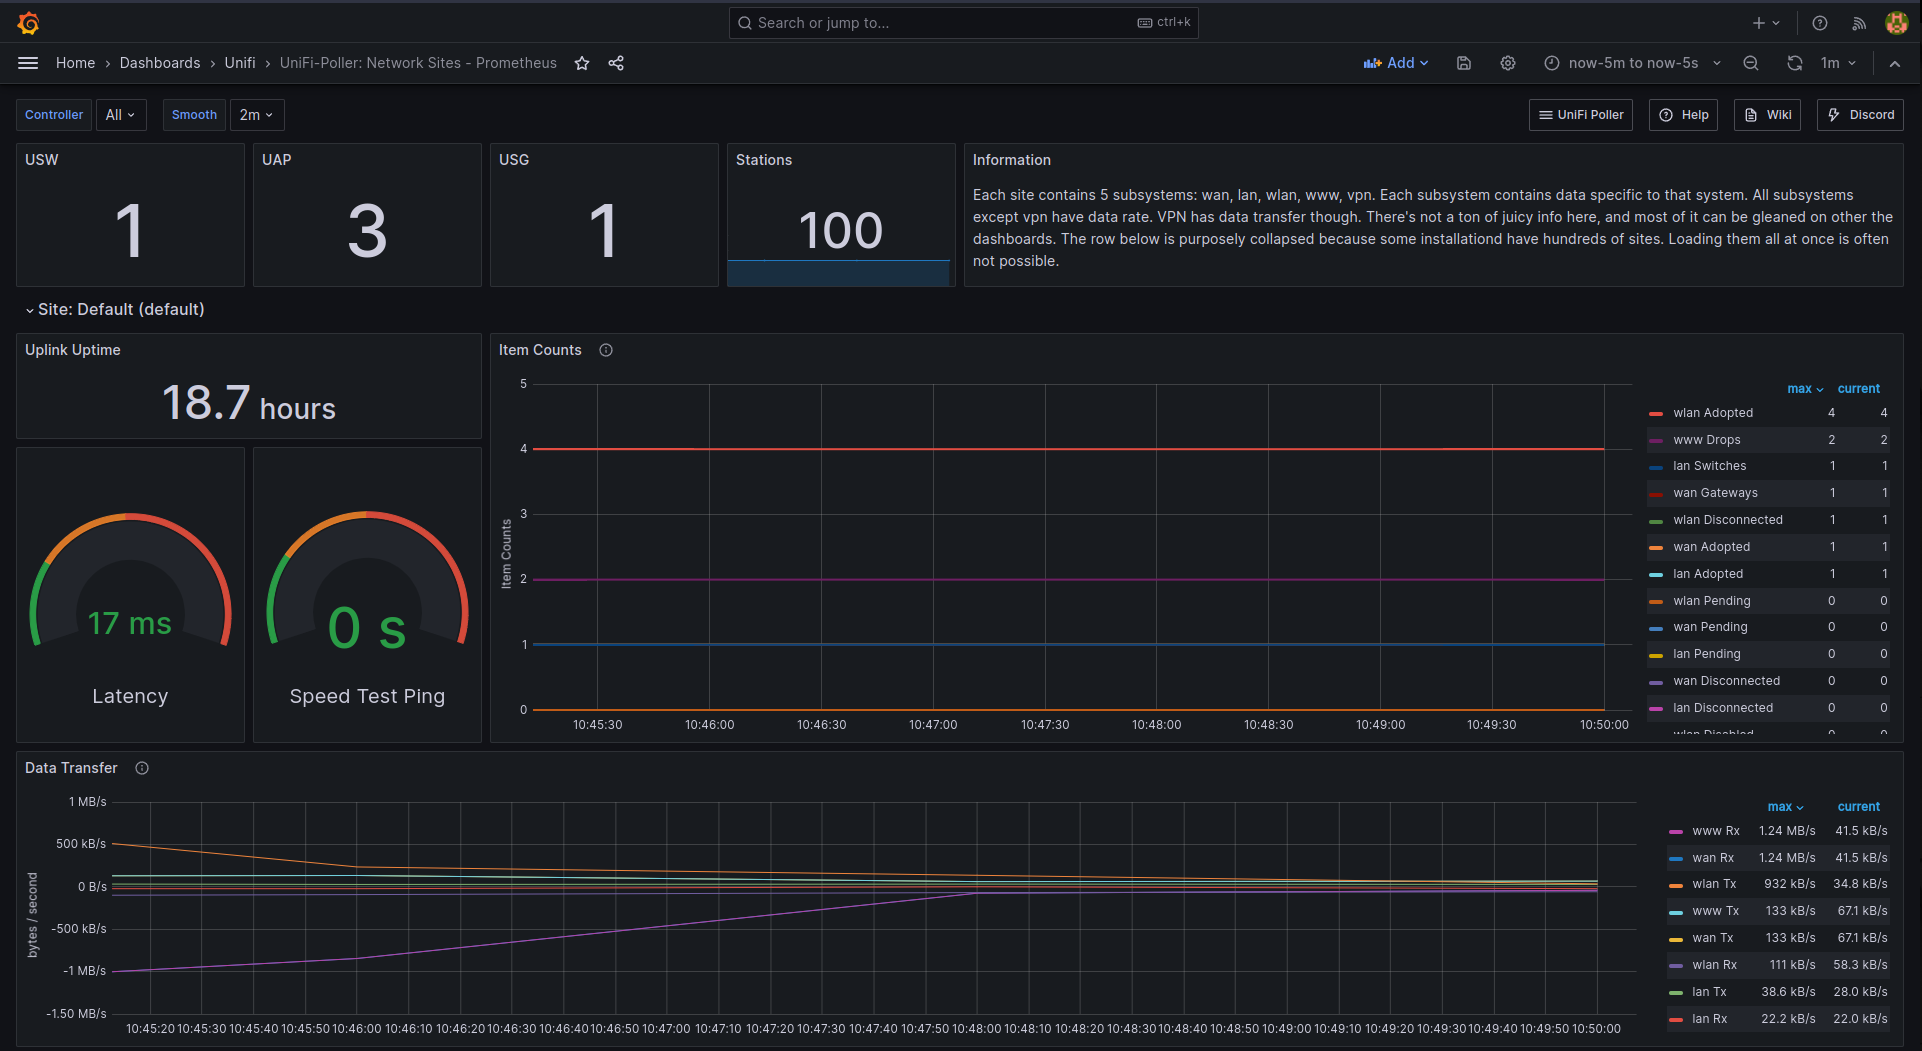 Search or jump to...
ctrl+k
Home › Dashboards › Unifi › UniFi-Poller: Network Sites - Prometheus
Add
now-5m to now-5s
1m
Controller
All
Smooth
2m
UniFi Poller
Help
Wiki
Discord
USW
1
UAP
3
USG
1
Stations
100
Information
Each site contains 5 subsystems: wan, lan, wlan, www, vpn. Each subsystem contains data specific to that system. All subsystems
except vpn have data rate. VPN has data transfer though. There's not a ton of juicy info here, and most of it can be gleaned on other the
dashboards. The row below is purposely collapsed because some installationd have hundreds of sites. Loading them all at once is often
not possible.
Site: Default (default)
Uplink Uptime
18.7 hours
17 ms
Latency
0 s
Speed Test Ping
Item Counts
Item Counts
5
4
3
2
1
0
10:45:30 10:46:00 10:46:30 10:47:00 10:47:30 10:48:00 10:48:30 10:49:00 10:49:30 10:50:00
max current
wlan Adopted 4 4
www Drops 2 2
lan Switches 1 1
wan Gateways 1 1
wlan Disconnected 1 1
wan Adopted 1 1
lan Adopted 1 1
wlan Pending 0 0
wan Pending 0 0
lan Pending 0 0
wan Disconnected 0 0
lan Disconnected 0 0
wlan Disabled 0 0
Data Transfer
bytes / second
1 MB/s
500 kB/s
0 B/s
-500 kB/s
-1 MB/s
-1.50 MB/s
10:45:20 10:45:30 10:45:40 10:45:50 10:46:00 10:46:10 10:46:20 10:46:30 10:46:40 10:46:50 10:47:00 10:47:10 10:47:20 10:47:30 10:47:40 10:47:50 10:48:00 10:48:10 10:48:20 10:48:30 10:48:40 10:48:50 10:49:00 10:49:10 10:49:20 10:49:30 10:49:40 10:49:50 10:50:00
max current
www Rx 1.24 MB/s 41.5 kB/s
wan Rx 1.24 MB/s 41.5 kB/s
wlan Tx 932 kB/s 34.8 kB/s
www Tx 133 kB/s 67.1 kB/s
wan Tx 133 kB/s 67.1 kB/s
wlan Rx 111 kB/s 58.3 kB/s
lan Tx 38.6 kB/s 28.0 kB/s
lan Rx 22.2 kB/s 22.0 kB/s